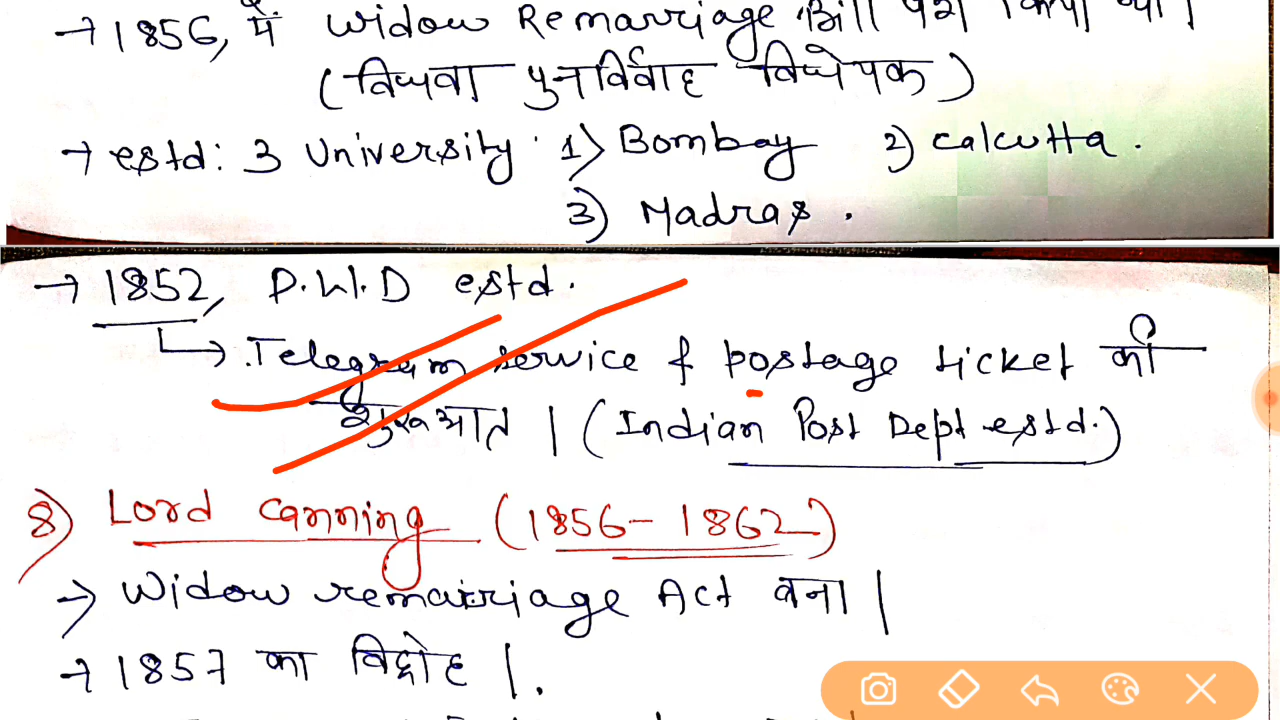 → 1856, में Widow Remarriage Bill पेश किया गया |
(विधवा पुनर्विवाह विधेयक)
→ estd: 3 University 1) Bombay 2) Calcutta.
3) Madras.
→ 1852, P.W.D estd.
↳ Telegram service & postage ticket की
शुरुआत | (Indian Post Dept estd.)
8) Lord Canning (1856-1862)
→ Widow remarriage Act बना |
→ 1857 का विद्रोह |.